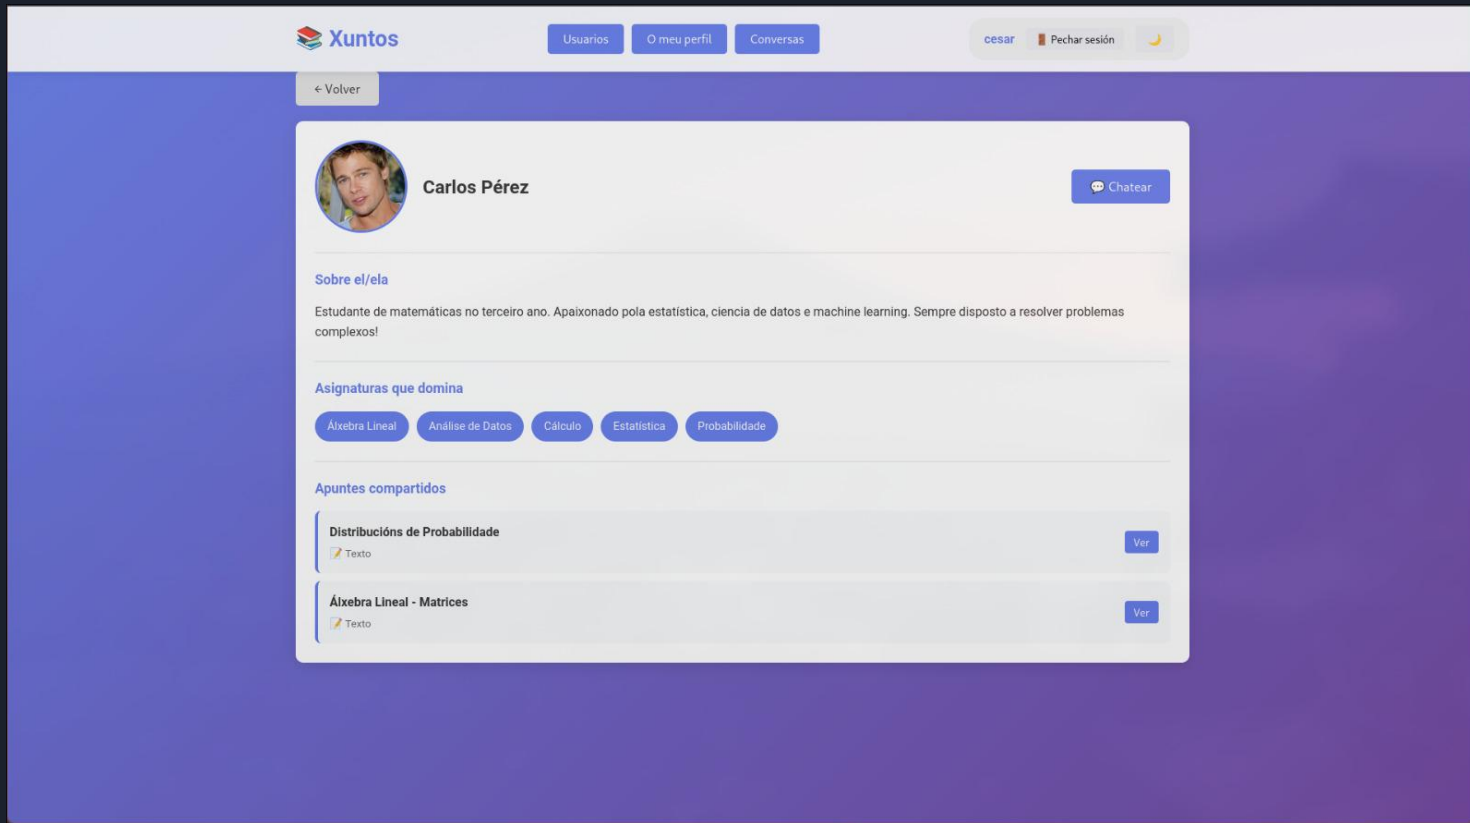 Xuntos
Usuarios
O meu perfil
Conversas
cesar
Pechar sesión
← Volver
Carlos Pérez
Chatear
Sobre el/ela
Estudante de matemáticas no terceiro ano. Apaixonado pola estatística, ciencia de datos e machine learning. Sempre disposto a resolver problemas
complexos!
Asignaturas que domina
Álxebra Lineal
Análise de Datos
Cálculo
Estatística
Probabilidade
Apuntes compartidos
Distribucións de Probabilidade
Texto
Ver
Álxebra Lineal - Matrices
Texto
Ver